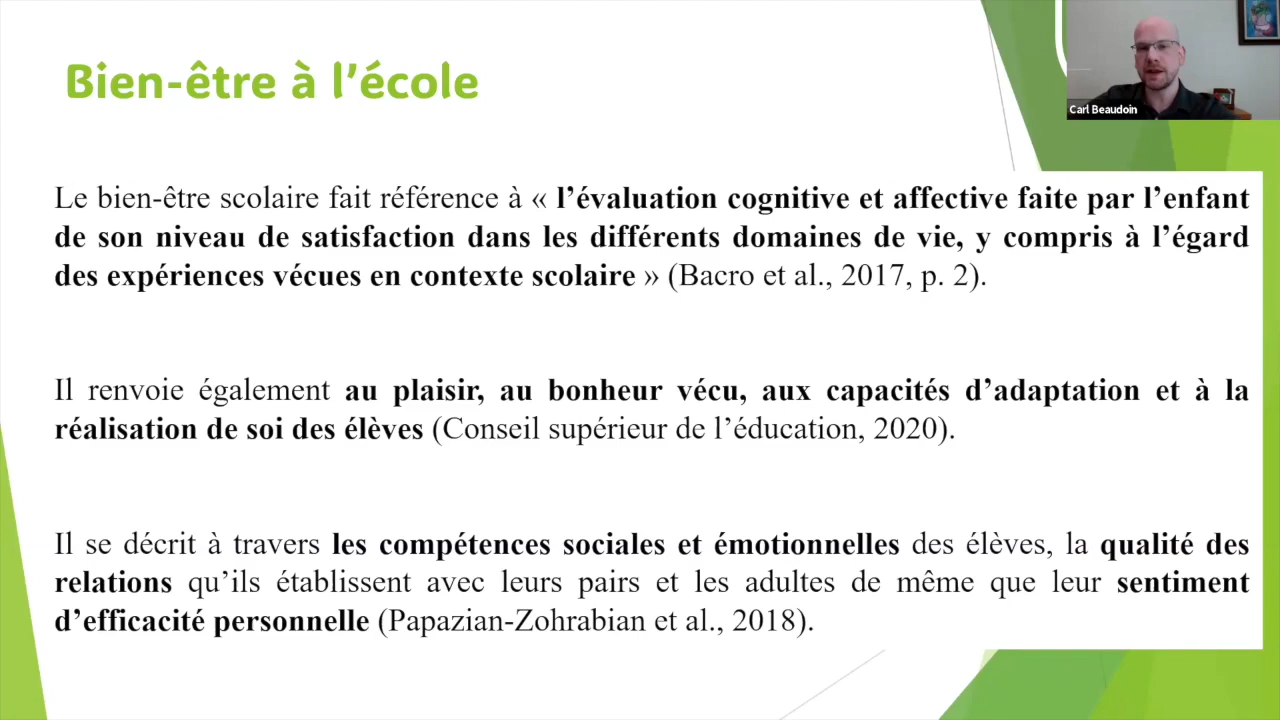 Bien-être à l’école
Carl Beaudoin
Le bien-être scolaire fait référence à « l’évaluation cognitive et affective faite par l’enfant
de son niveau de satisfaction dans les différents domaines de vie, y compris à l’égard
des expériences vécues en contexte scolaire » (Bacro et al., 2017, p. 2).
Il renvoie également au plaisir, au bonheur vécu, aux capacités d’adaptation et à la
réalisation de soi des élèves (Conseil supérieur de l’éducation, 2020).
Il se décrit à travers les compétences sociales et émotionnelles des élèves, la qualité des
relations qu’ils établissent avec leurs pairs et les adultes de même que leur sentiment
d’efficacité personnelle (Papazian-Zohrabian et al., 2018).